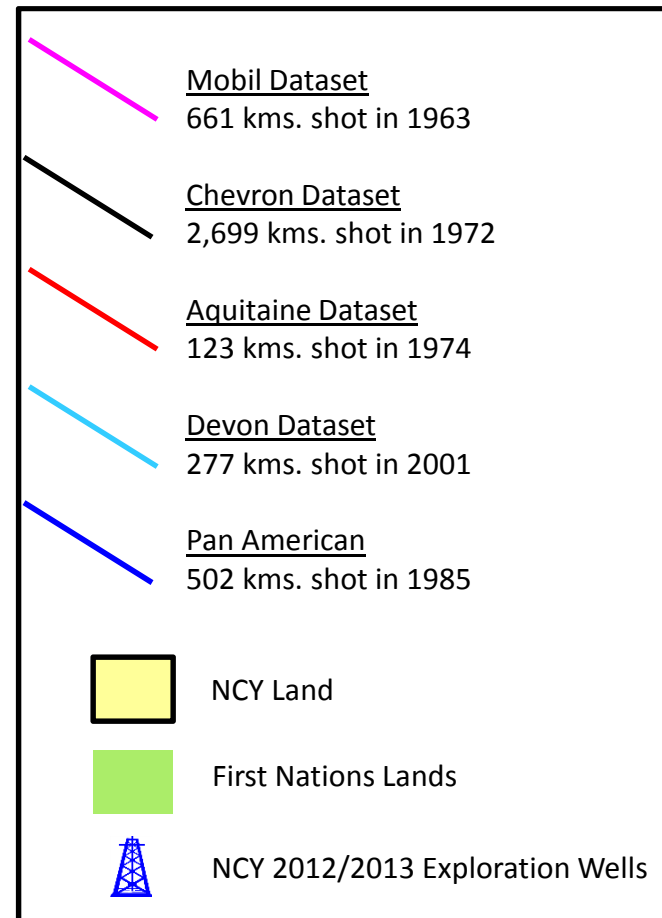 Mobil Dataset
661 kms. shot in 1963
Chevron Dataset
2,699 kms. shot in 1972
Aquitaine Dataset
123 kms. shot in 1974
Devon Dataset
277 kms. shot in 2001
Pan American
502 kms. shot in 1985
NCY Land
First Nations Lands
NCY 2012/2013 Exploration Wells